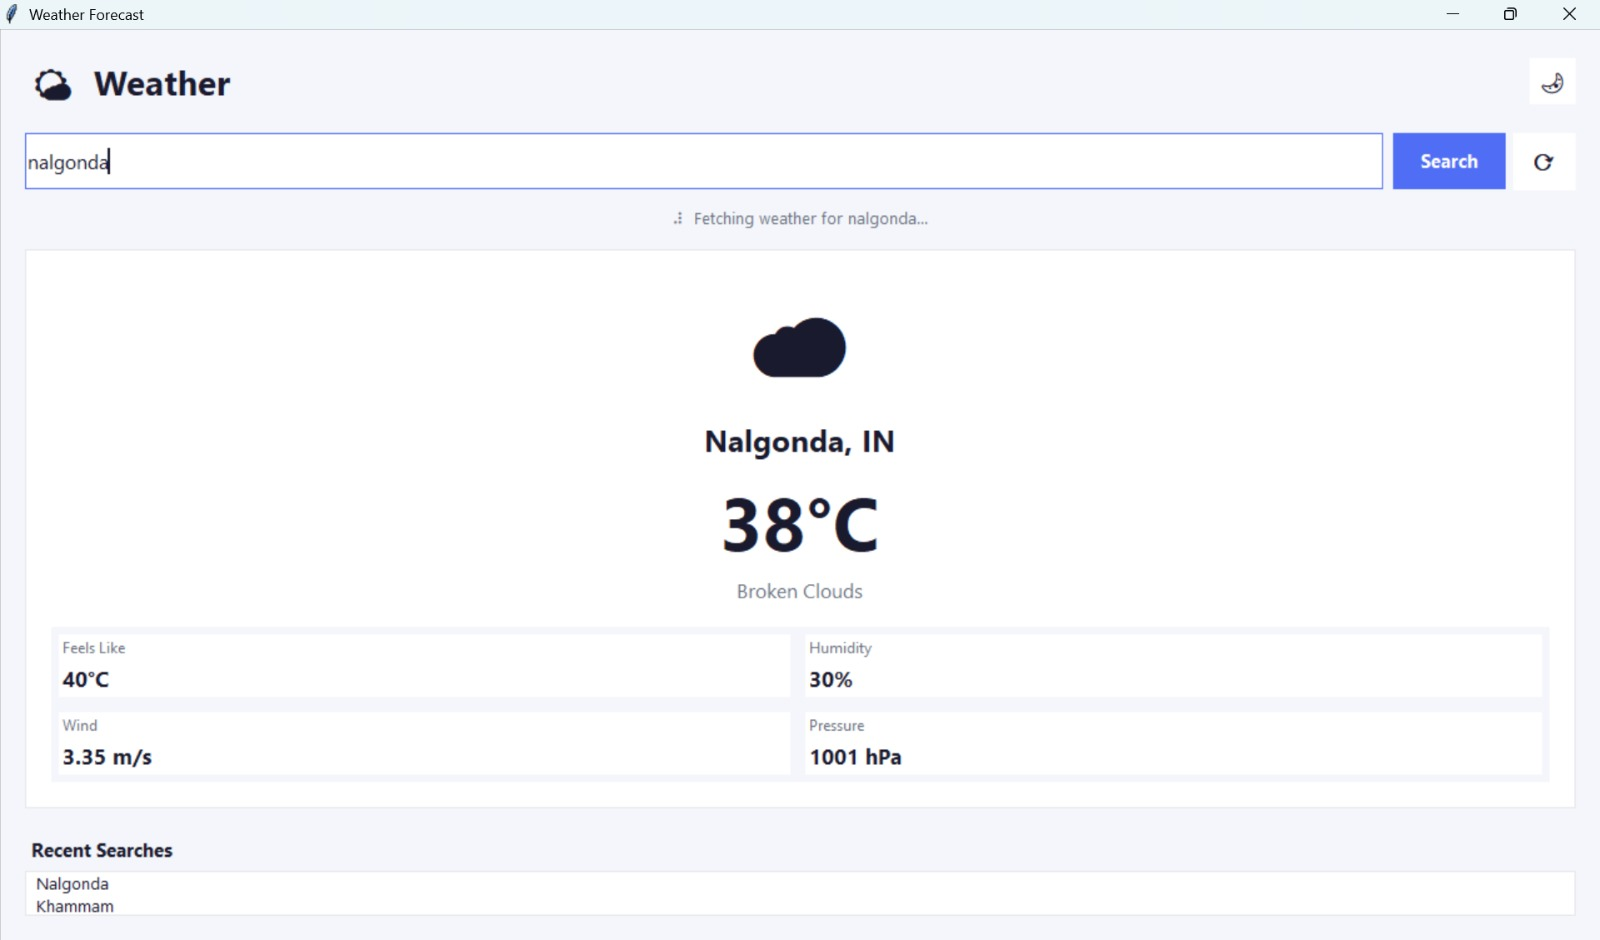 Weather Forecast
Weather
nalgonda
Search
Fetching weather for nalgonda...
Nalgonda, IN
38°C
Broken Clouds
Feels Like
40°C
Humidity
30%
Wind
3.35 m/s
Pressure
1001 hPa
Recent Searches
Nalgonda
Khammam